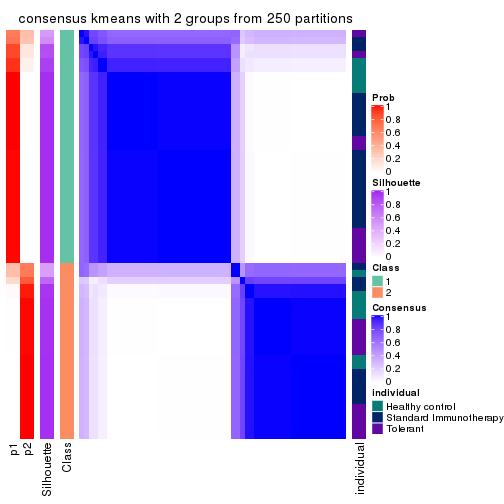 consensus kmeans with 2 groups from 250 partitions
Prob
1
0.8
0.6
0.4
0.2
0
Silhouette
1
0.8
0.6
0.4
0.2
0
Class
1
2
Consensus
1
0.8
0.6
0.4
0.2
0
individual
Healthy control
Standard Immunotherapy
Tolerant
p1
p2
Silhouette
Class
individual